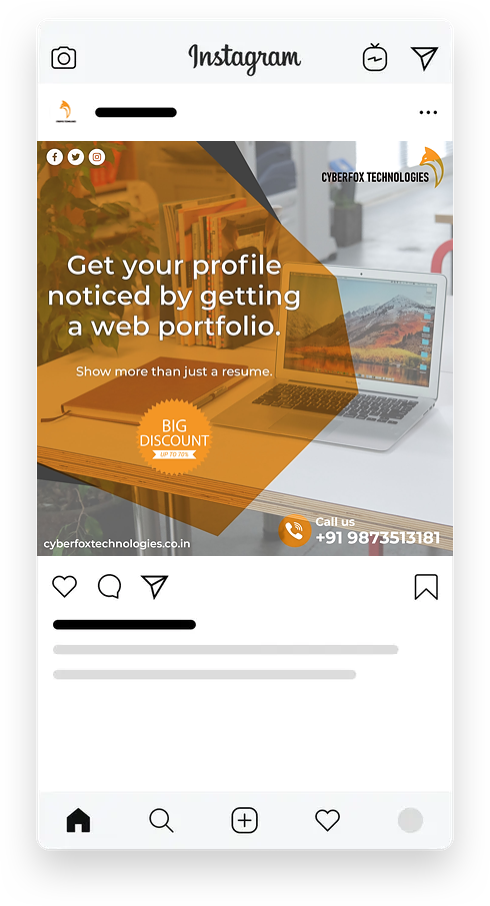 Instagram
CYBERFOX TECHNOLOGIES
Get your profile
noticed by getting
a web portfolio.
Show more than just a resume.
BIG
DISCOUNT
UP TO 70%
Call us
+91 9873513181
cyberfoxtechnologies.co.in